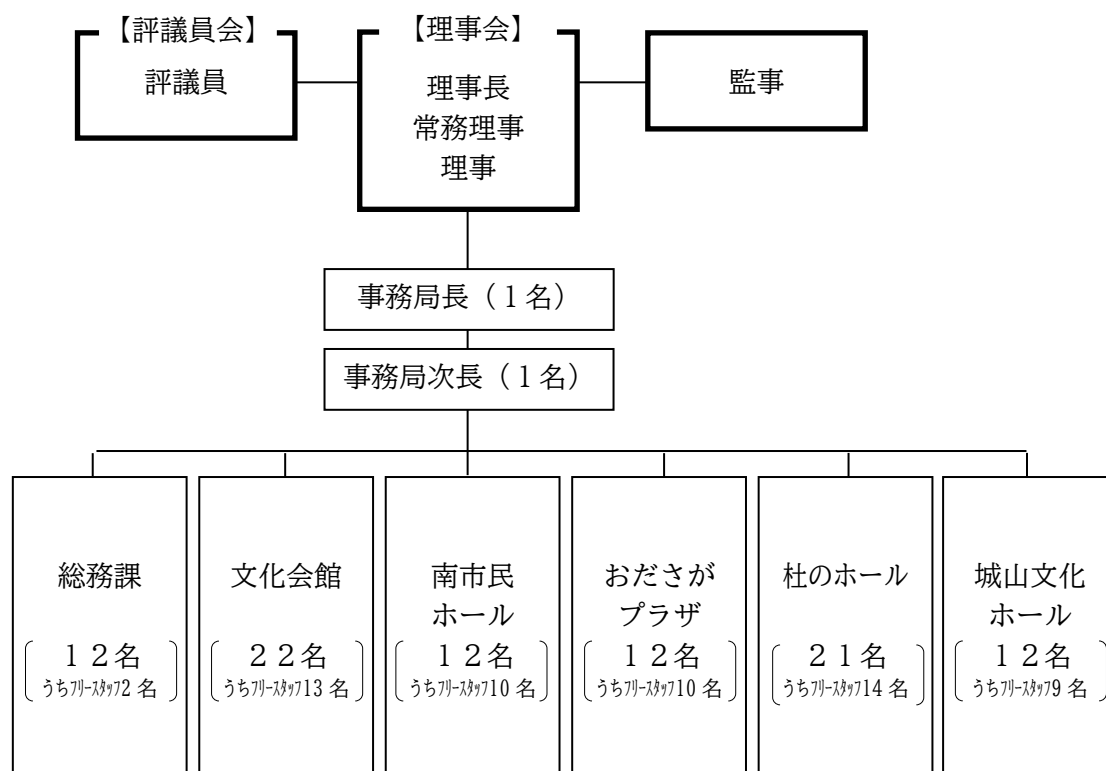 【評議員会】
評議員
【理事会】
理事長
常務理事
理事
監事
事務局長（１名）
事務局次長（１名）
総務課
１２名
うちﾌﾘｰｽﾀｯﾌ2 名
文化会館
２２名
うちﾌﾘｰｽﾀｯﾌ13 名
南市民
ホール
１２名
うちﾌﾘｰｽﾀｯﾌ10 名
おださが
プラザ
１２名
うちﾌﾘｰｽﾀｯﾌ10 名
杜のホール
２１名
うちﾌﾘｰｽﾀｯﾌ14 名
城山文化
ホール
１２名
うちﾌﾘｰｽﾀｯﾌ9 名